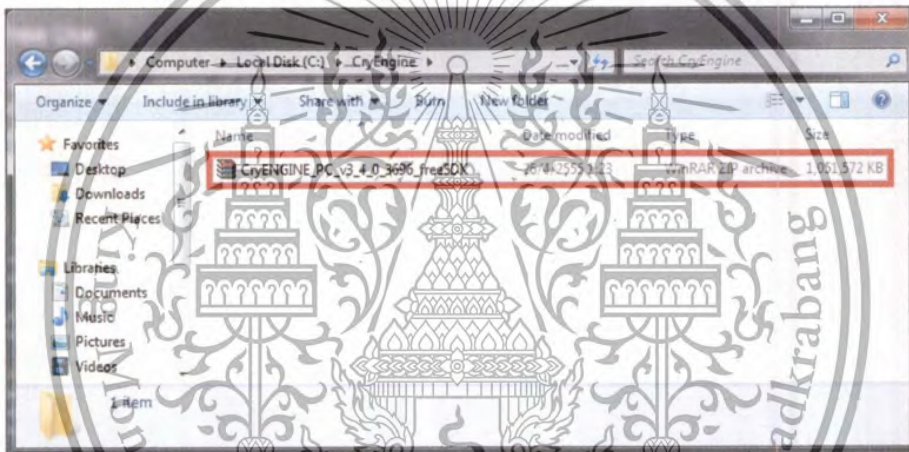 Computer ▸ Local Disk (C:) ▸ CryEngine ▸
Search CryEngine
Organize Include in library Share with Burn New folder
Name Date modified Type Size
Favorites
Desktop
Downloads
Recent Places
CryENGINE_PC_v3_4_0_3696_freeSDK WinRAR ZIP archive 1,051,572 KB
Libraries
Documents
Music
Pictures
Videos
1 item
adkrabang